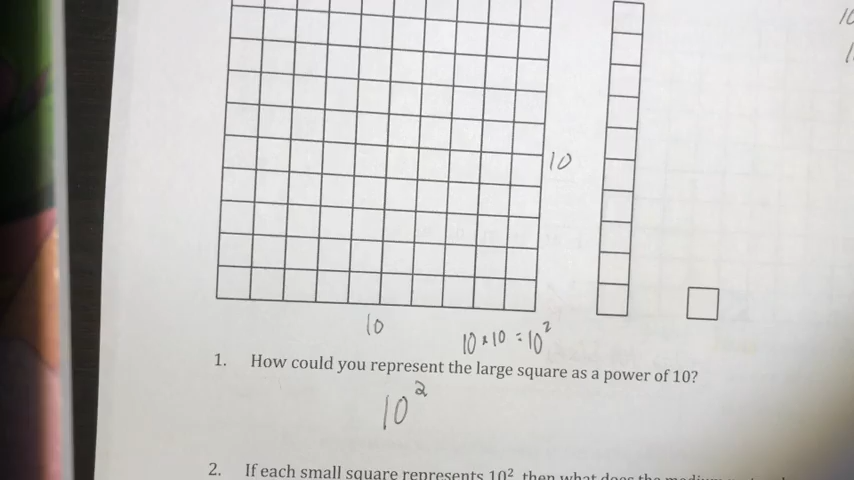 10
10
10 × 10 = 10²
1. How could you represent the large square as a power of 10?
10²
2. If each small square represents 10², then what does the